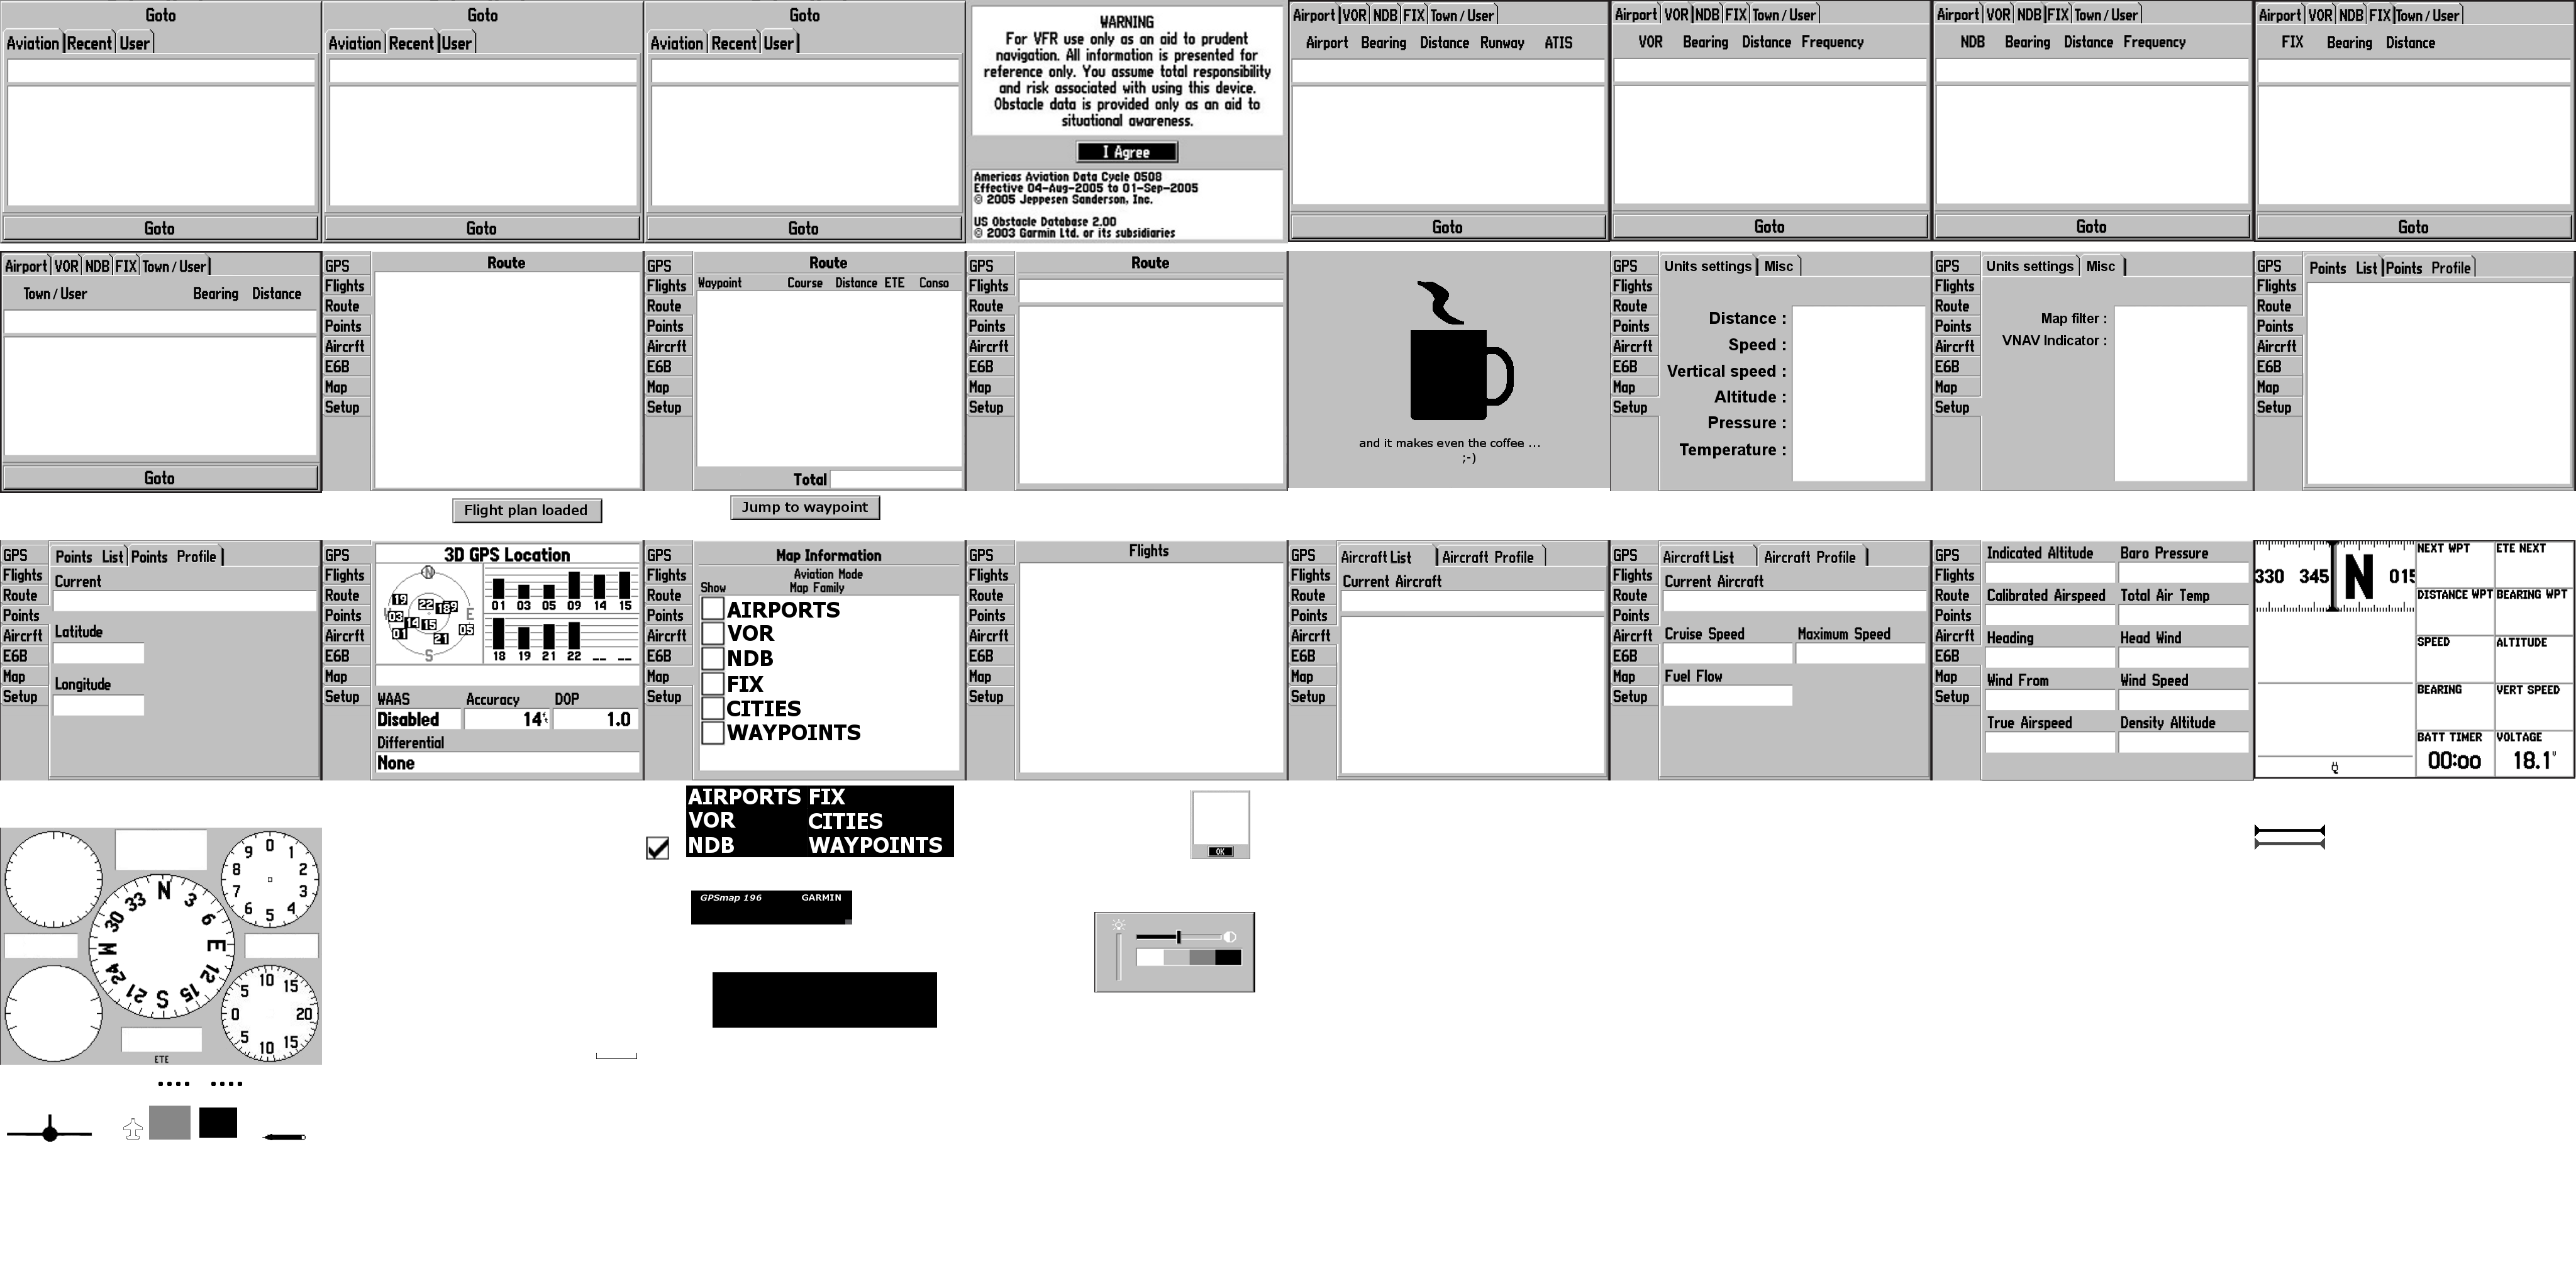 Goto
Aviation Recent User
Goto
Goto
Aviation Recent User
Goto
Goto
Aviation Recent User
Goto
WARNING
For VFR use only as an aid to prudent
navigation. All information is presented for
reference only. You assume total responsibility
and risk associated with using this device.
Obstacle data is provided only as an aid to
situational awareness.
I Agree
Americas Aviation Data Cycle 0508
Effective 04-Aug-2005 to 01-Sep-2005
© 2005 Jeppesen Sanderson, Inc.
US Obstacle Database 2.00
© 2003 Garmin Ltd. or its subsidiaries
Airport VOR NDB FIX Town / User
Airport Bearing Distance Runway ATIS
Goto
Airport VOR NDB FIX Town / User
VOR Bearing Distance Frequency
Goto
Airport VOR NDB FIX Town / User
NDB Bearing Distance Frequency
Goto
Airport VOR NDB FIX Town / User
FIX Bearing Distance
Goto
Airport VOR NDB FIX Town / User
Town / User Bearing Distance
Goto
GPS
Flights
Route
Points
Aircrft
E6B
Map
Setup
Route
Flight plan loaded
GPS
Flights
Route
Points
Aircrft
E6B
Map
Setup
Route
Waypoint Course Distance ETE Conso
Total
Jump to waypoint
GPS
Flights
Route
Points
Aircrft
E6B
Map
Setup
Route
and it makes even the coffee ...
;-)
GPS
Flights
Route
Points
Aircrft
E6B
Map
Setup
Units settings Misc
Distance :
Speed :
Vertical speed :
Altitude :
Pressure :
Temperature :
GPS
Flights
Route
Points
Aircrft
E6B
Map
Setup
Units settings Misc
Map filter :
VNAV Indicator :
GPS
Flights
Route
Points
Aircrft
E6B
Map
Setup
Points List Points Profile
GPS
Flights
Route
Points
Aircrft
E6B
Map
Setup
Points List Points Profile
Current
Latitude
Longitude
GPS
Flights
Route
Points
Aircrft
E6B
Map
Setup
3D GPS Location
N
E
S
19
22
03
14
15
01
21
05
01 03 05 09 14 15
18 19 21 22 __ __
WAAS Accuracy DOP
Disabled 14 1.0
Differential
None
GPS
Flights
Route
Points
Aircrft
E6B
Map
Setup
Map Information
Aviation Mode
Map Family
Show
AIRPORTS
VOR
NDB
FIX
CITIES
WAYPOINTS
GPS
Flights
Route
Points
Aircrft
E6B
Map
Setup
Flights
GPS
Flights
Route
Points
Aircrft
E6B
Map
Setup
Aircraft List Aircraft Profile
Current Aircraft
GPS
Flights
Route
Points
Aircrft
E6B
Map
Setup
Aircraft List Aircraft Profile
Current Aircraft
Cruise Speed Maximum Speed
Fuel Flow
GPS
Flights
Route
Points
Aircrft
E6B
Map
Setup
Indicated Altitude Baro Pressure
Calibrated Airspeed Total Air Temp
Heading Head Wind
Wind From Wind Speed
True Airspeed Density Altitude
330 345 N 015
NEXT WPT ETE NEXT
DISTANCE WPT BEARING WPT
SPEED ALTITUDE
BEARING VERT SPEED
BATT TIMER VOLTAGE
00:oo 18.1
AIRPORTS FIX
VOR CITIES
NDB WAYPOINTS
OK
GPSmap 196 GARMIN
N 3 6 E 12 15 S 21 24 W 30 33
0 1 2 3 4 5 6 7 8 9
0 5 10 15 20 15 10 5
ETE